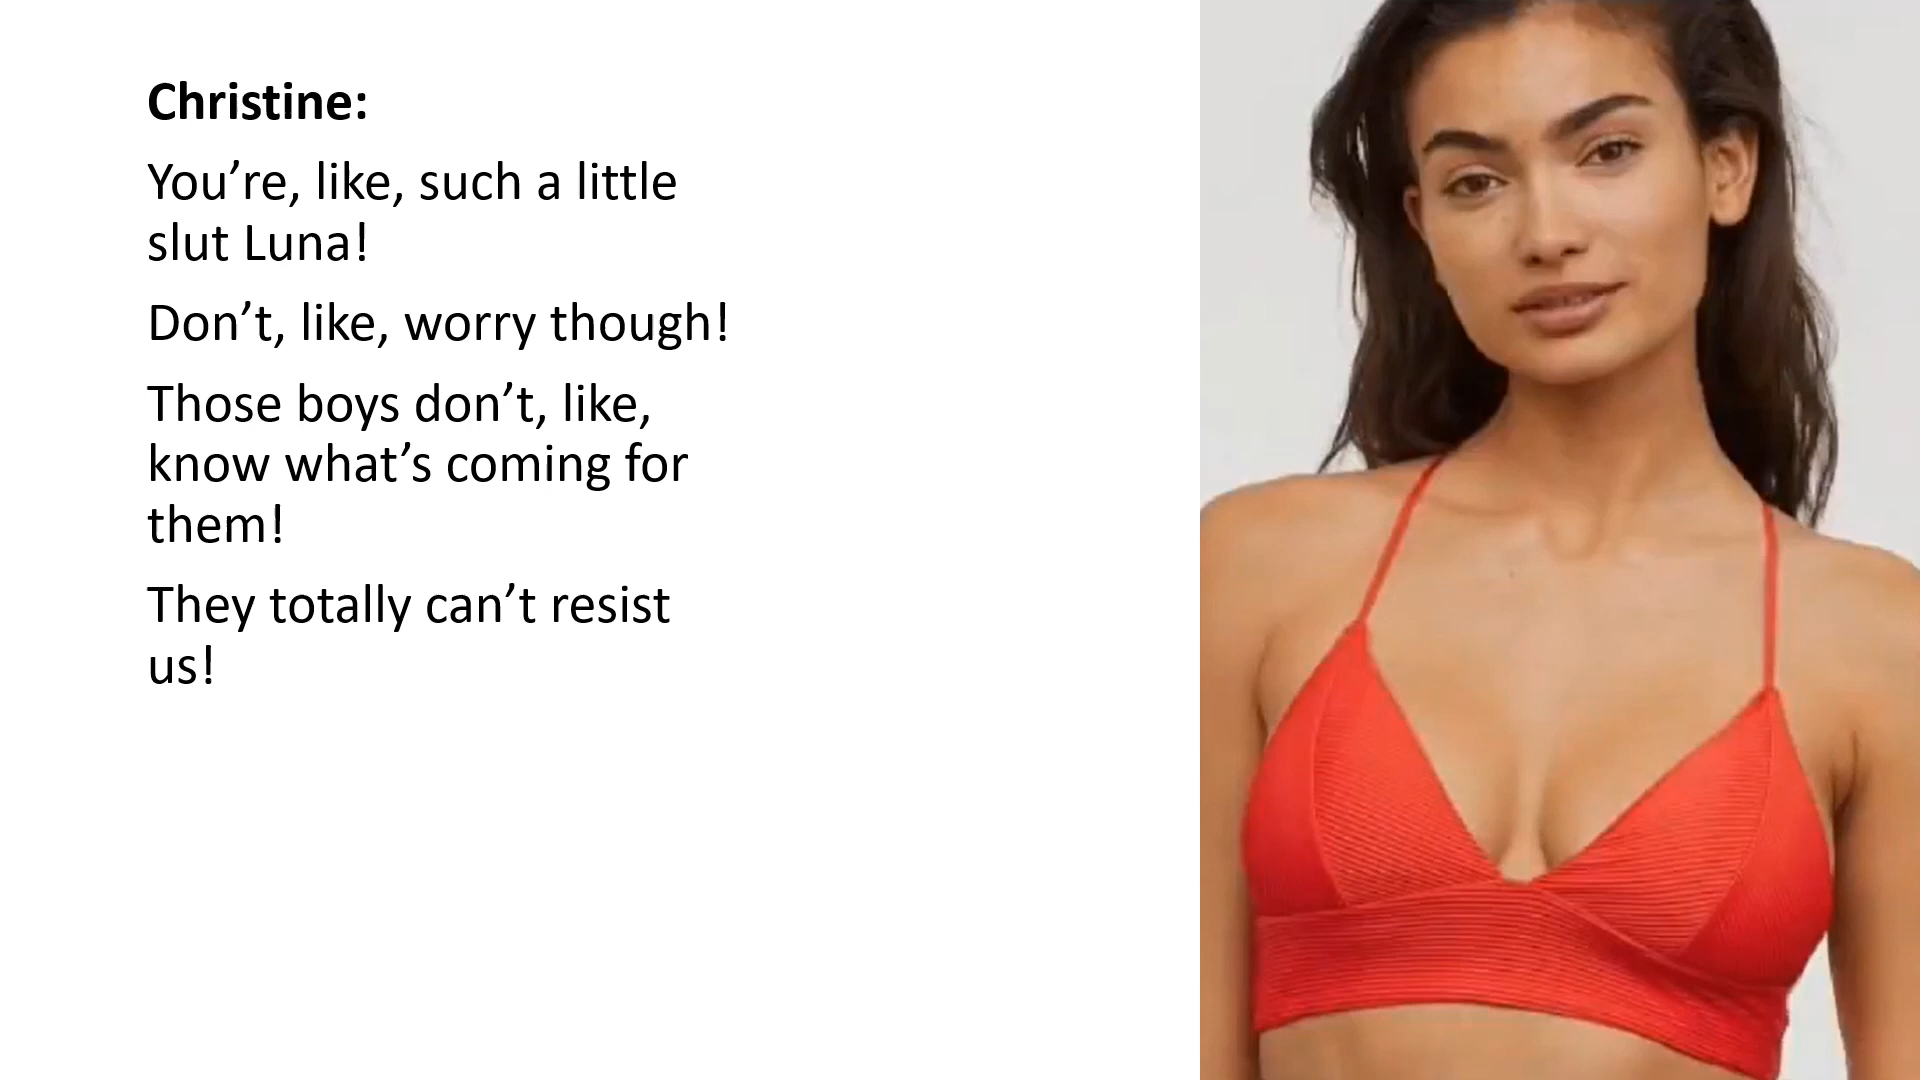 Christine:
You’re, like, such a little
slut Luna!
Don’t, like, worry though!
Those boys don’t, like,
know what’s coming for
them!
They totally can’t resist
us!